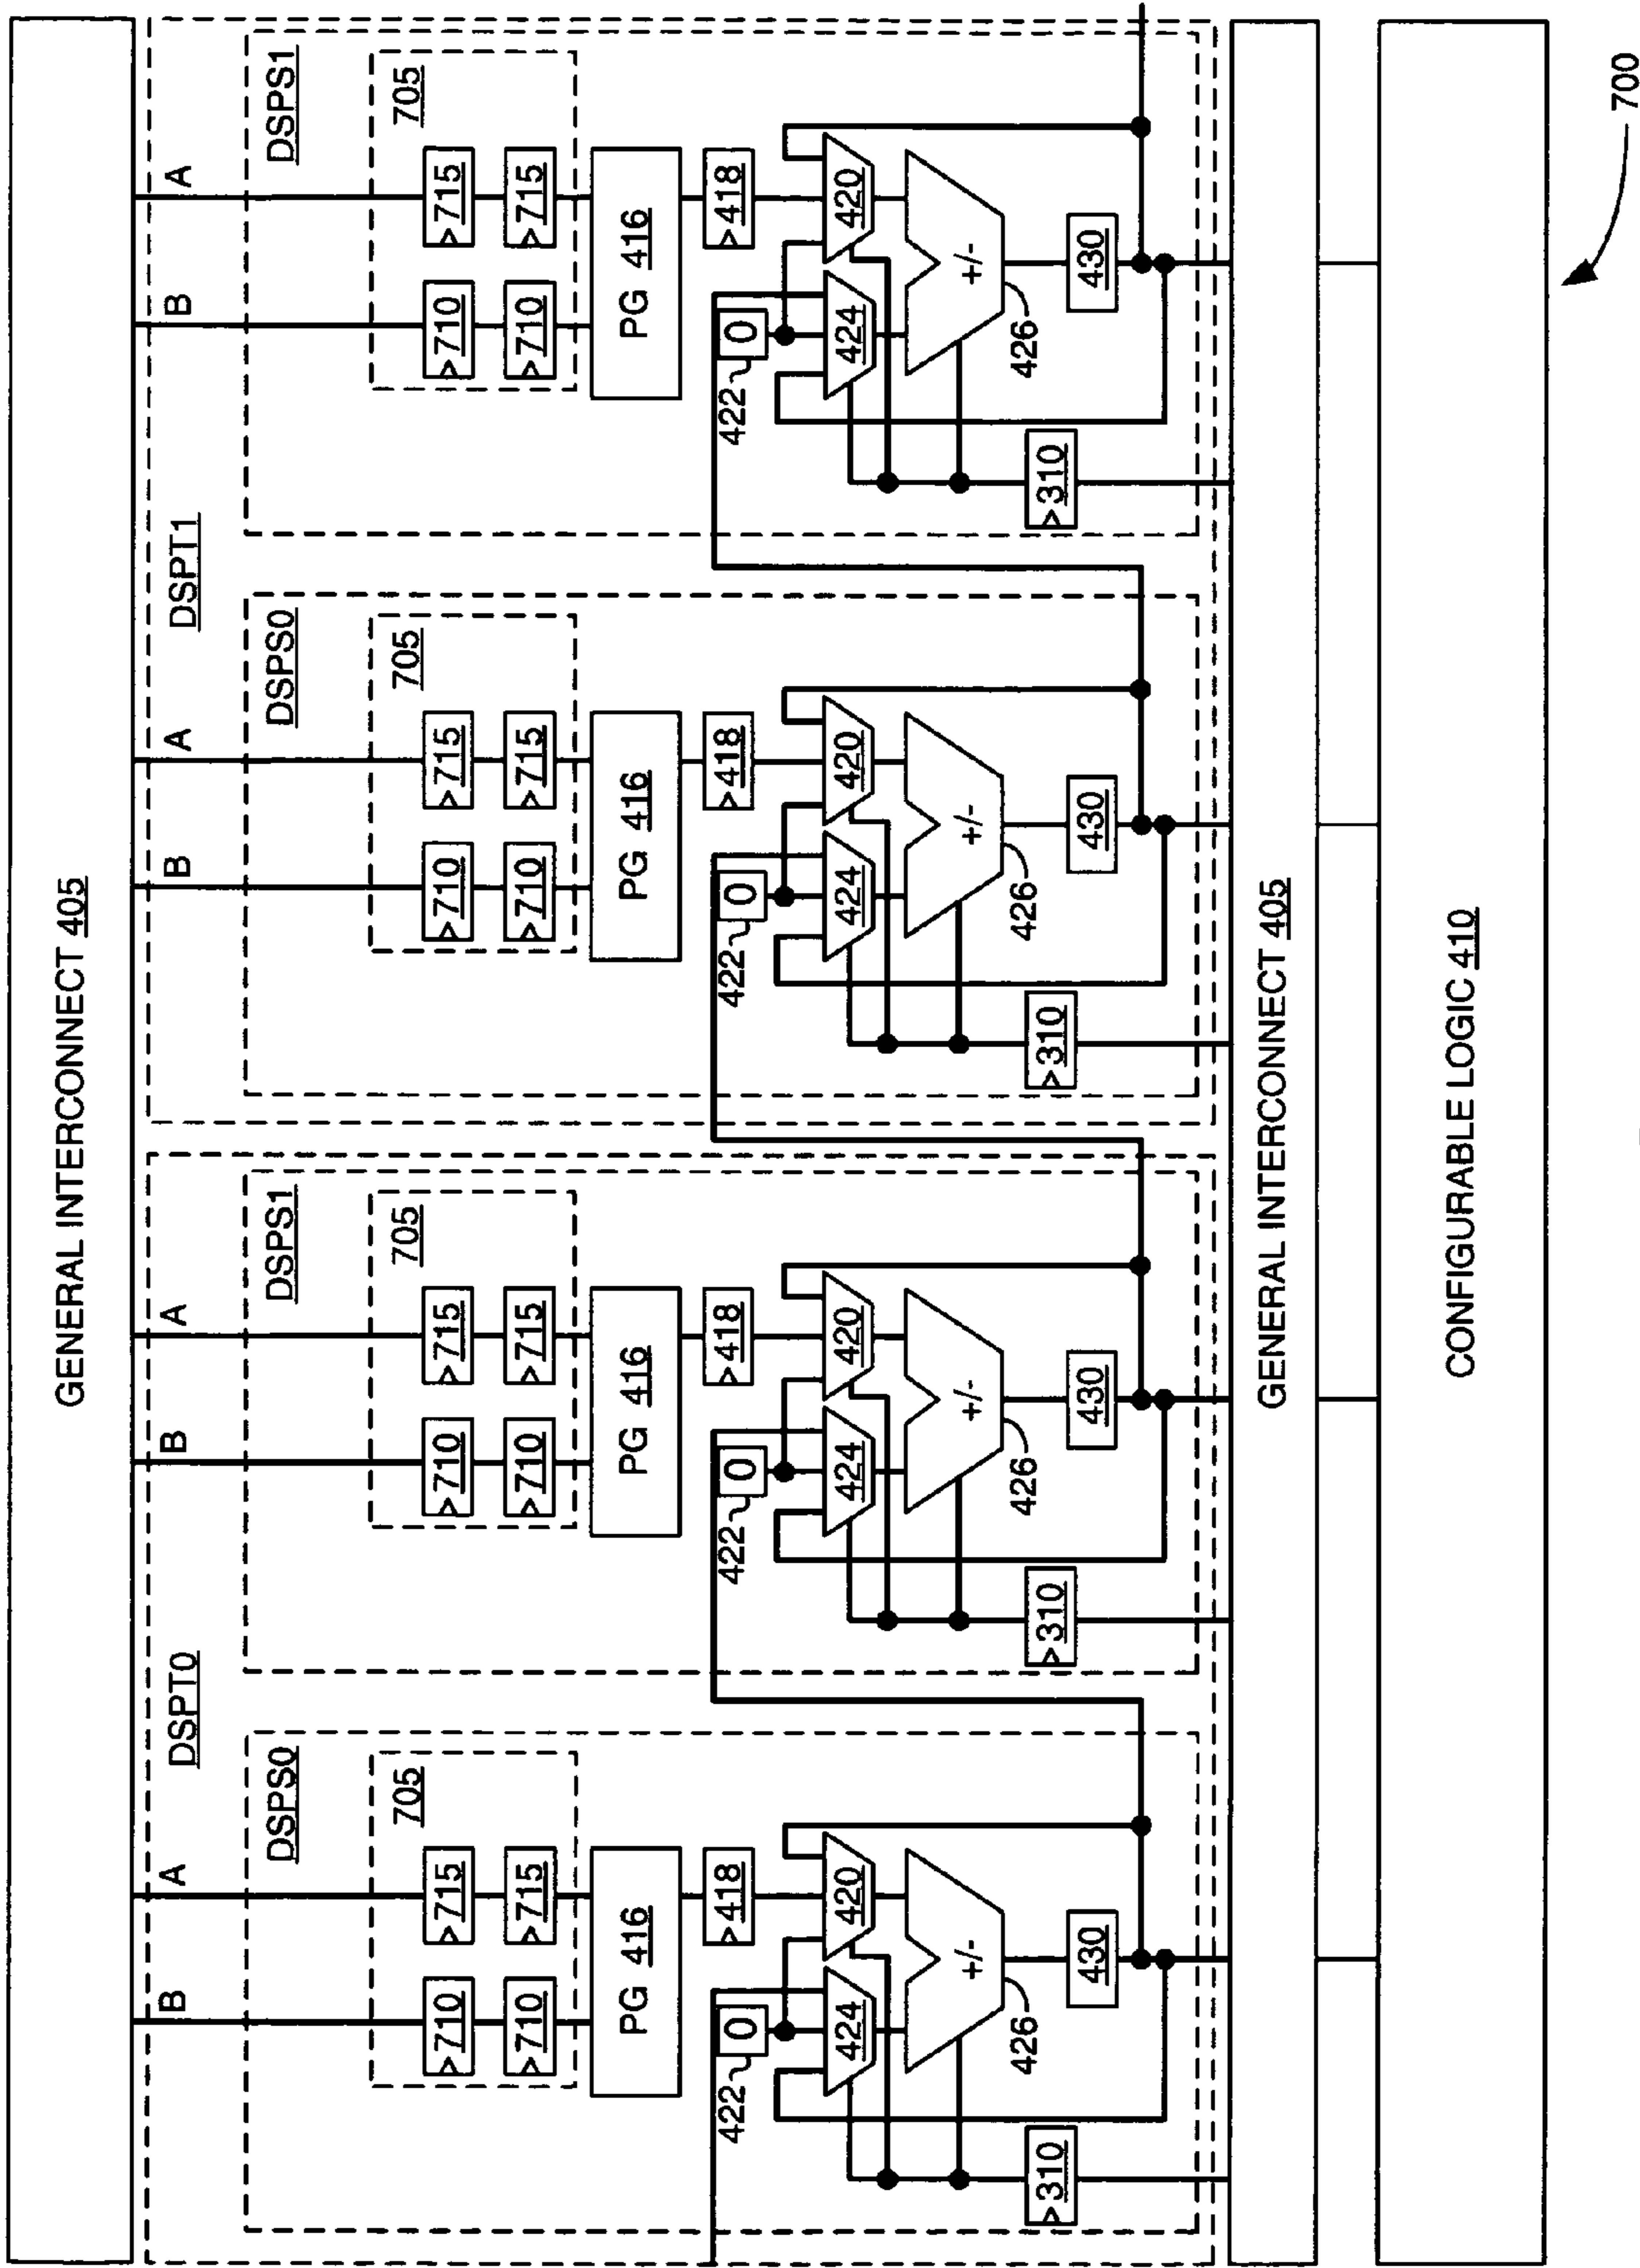 GENERAL INTERCONNECT 405
B A B A B A B A
DSPT0 DSPT1
DSPS0 DSPS1 DSPS0 DSPS1
705 705 705 705
710 715 710 715 710 715 710 715
710 715 710 715 710 715 710 715
PG 416 PG 416 PG 416 PG 416
418 418 418 418
422 0 422 0 422 0 422 0
424 420 424 420 424 420 424 420
+/- +/- +/- +/-
426 426 426 426
310 430 310 430 310 430 310 430
GENERAL INTERCONNECT 405
CONFIGURABLE LOGIC 410
700